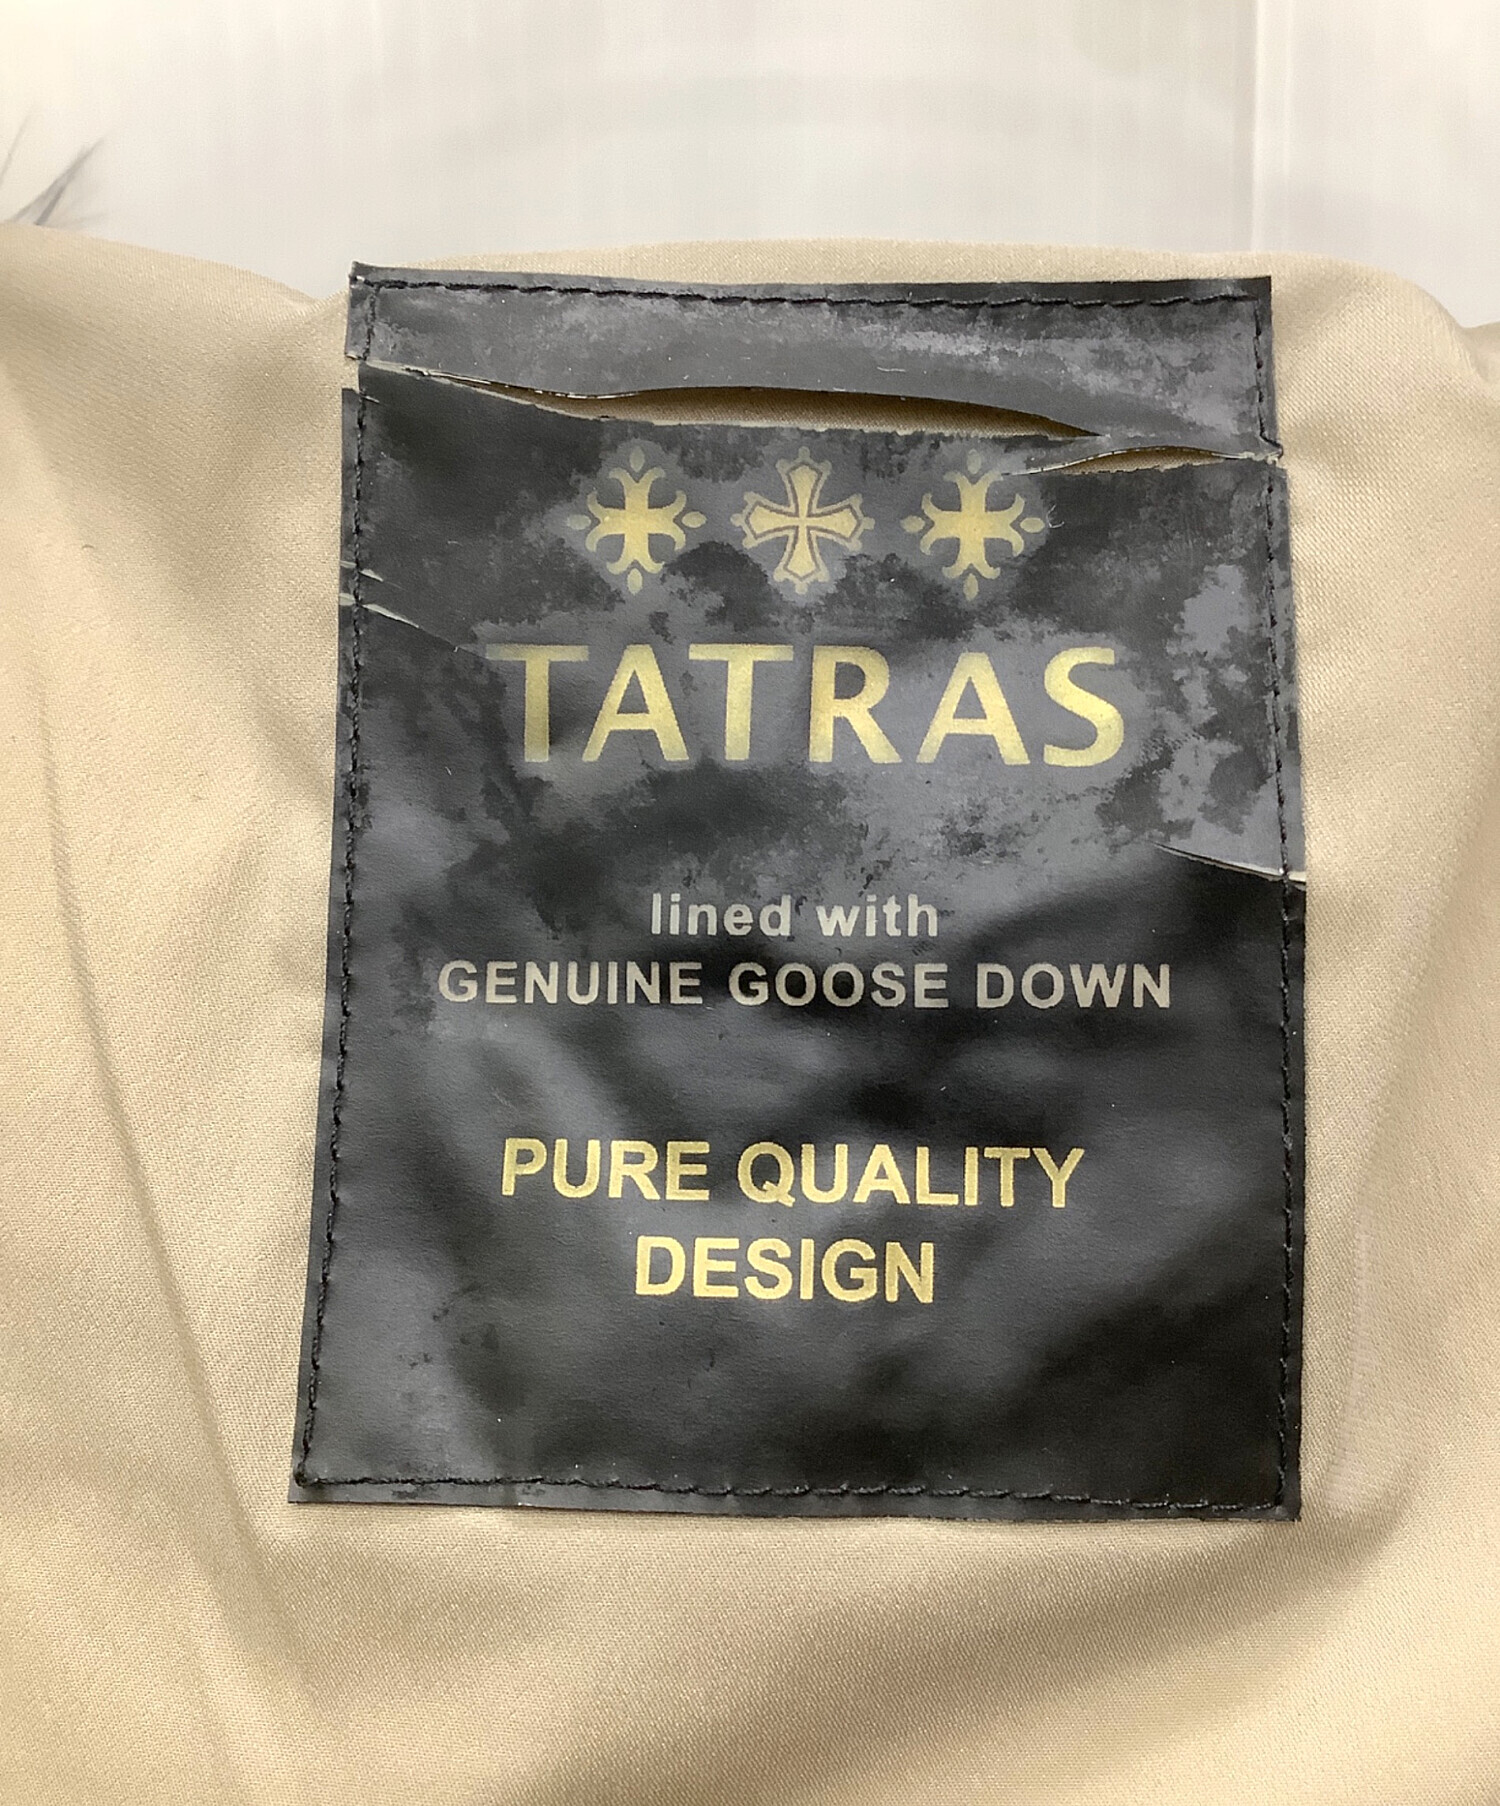 TATRAS
lined with
GENUINE GOOSE DOWN
PURE QUALITY
DESIGN